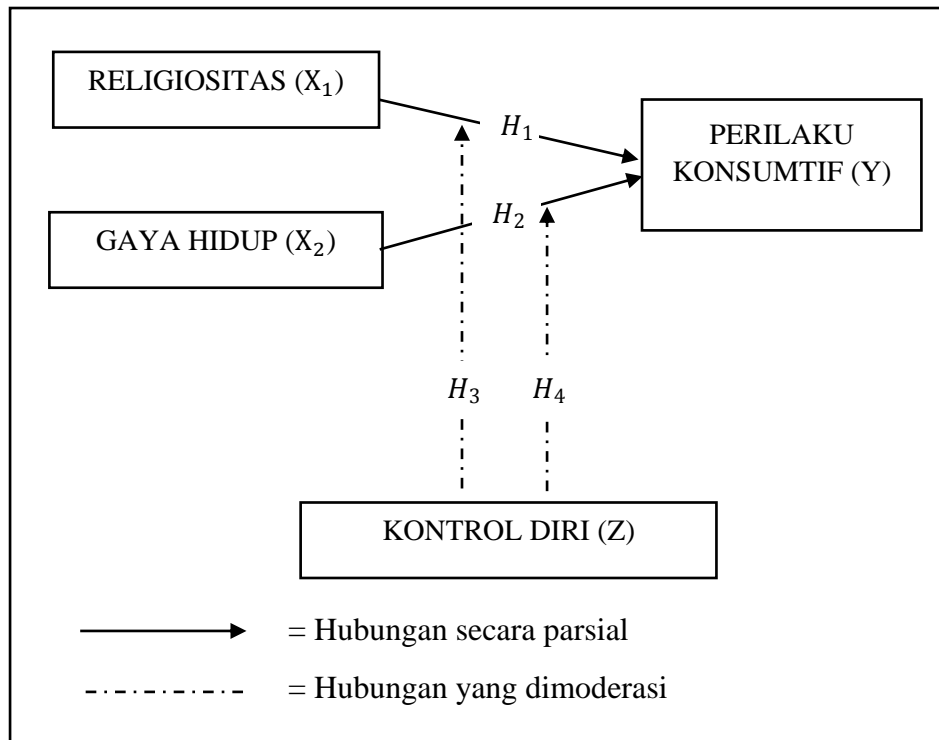 RELIGIOSITAS (X₁)
H₁
PERILAKU
KONSUMTIF (Y)
GAYA HIDUP (X₂)
H₂
H₃
H₄
KONTROL DIRI (Z)
= Hubungan secara parsial
= Hubungan yang dimoderasi